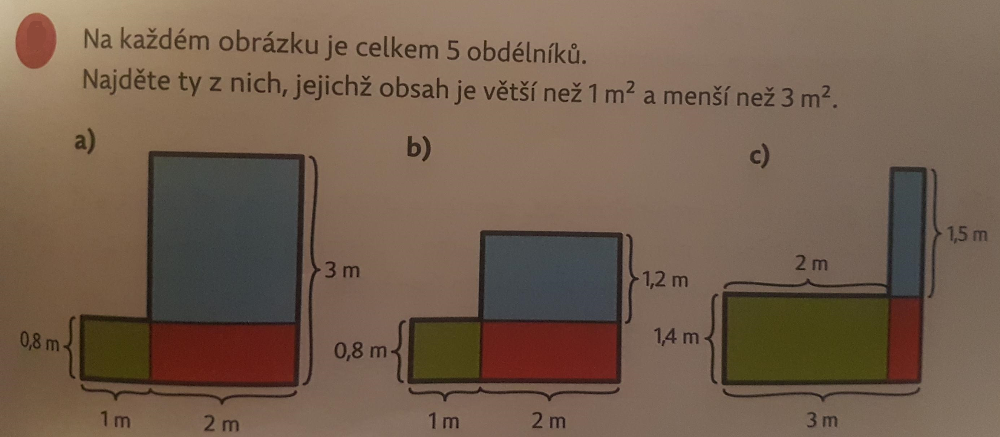 Na každém obrázku je celkem 5 obdélníků.
Najděte ty z nich, jejichž obsah je větší než 1 m² a menší než 3 m².
a)
3 m
0,8 m
1 m
2 m
b)
1,2 m
0,8 m
1 m
2 m
c)
1,5 m
2 m
1,4 m
3 m